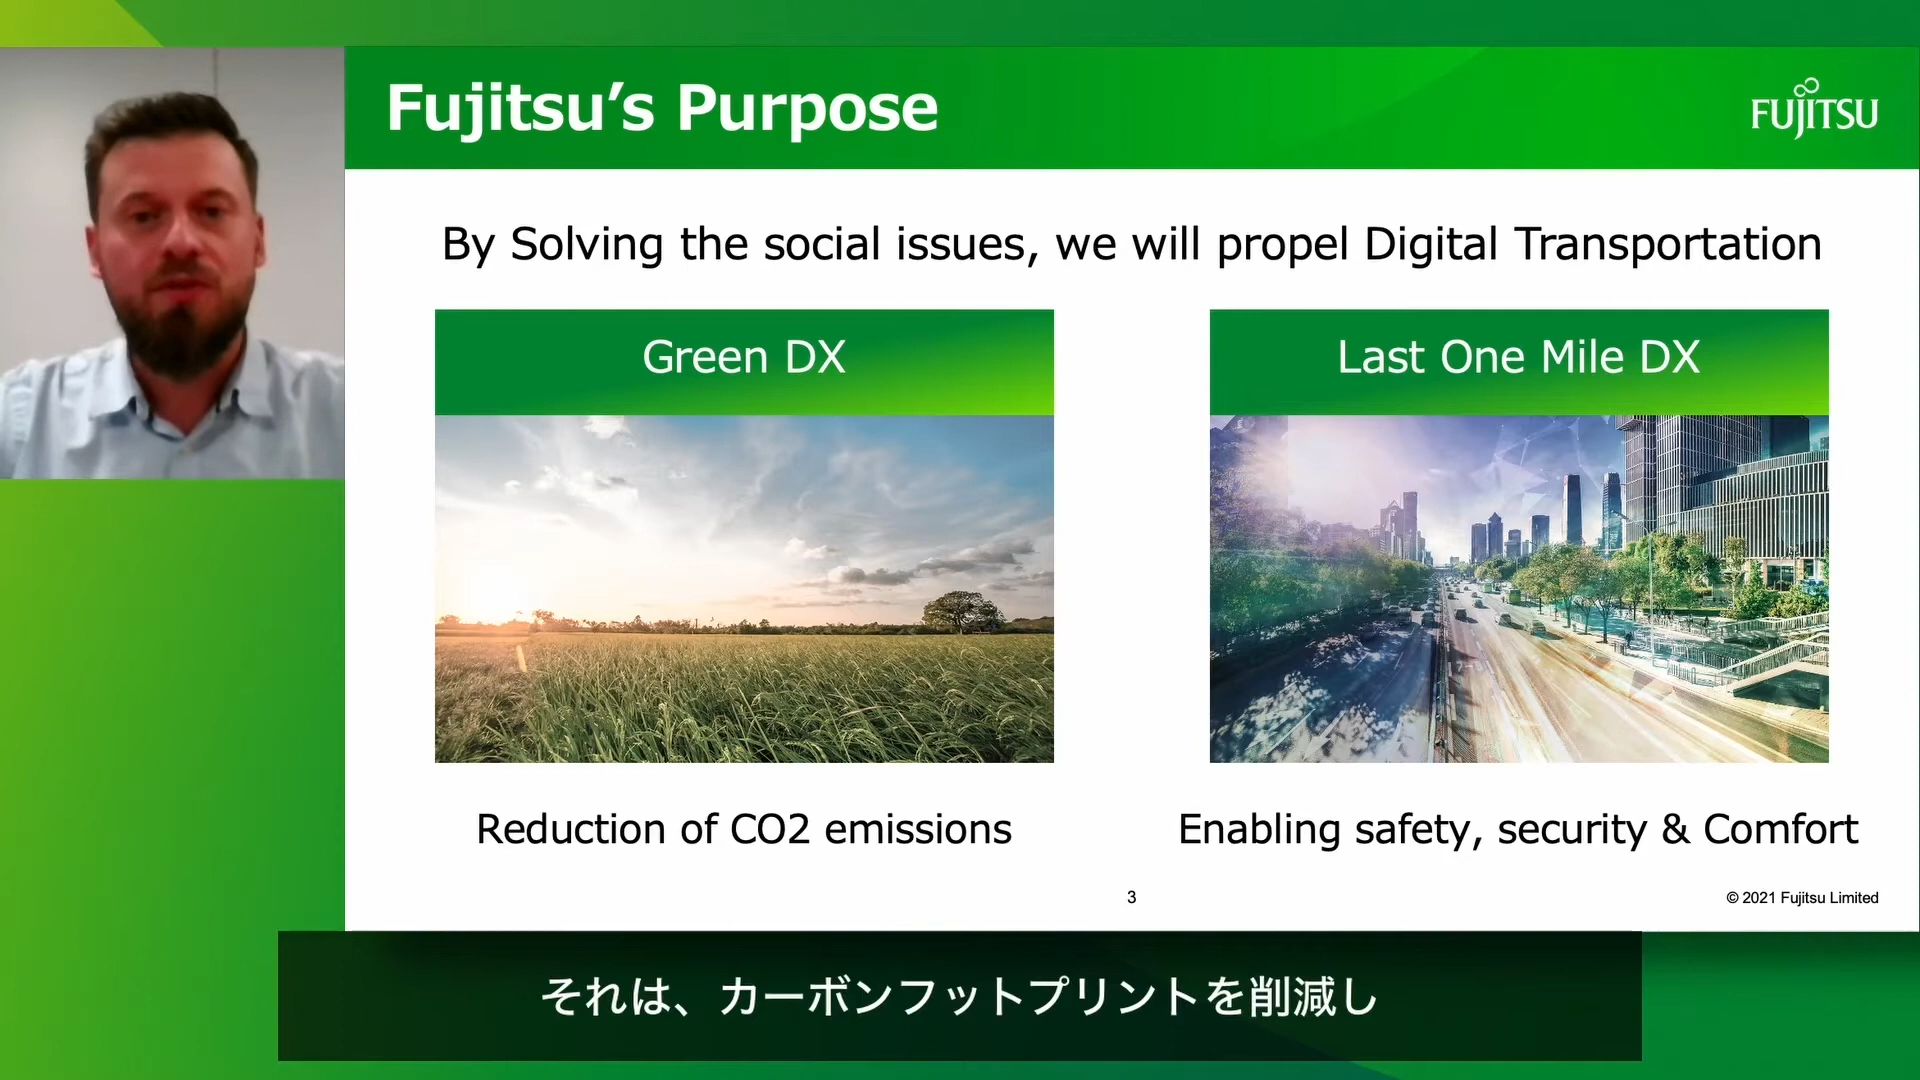 Fujitsu’s Purpose
FUJITSU
By Solving the social issues, we will propel Digital Transportation
Green DX
Last One Mile DX
Reduction of CO2 emissions
Enabling safety, security & Comfort
3
© 2021 Fujitsu Limited
それは、カーボンフットプリントを削減し